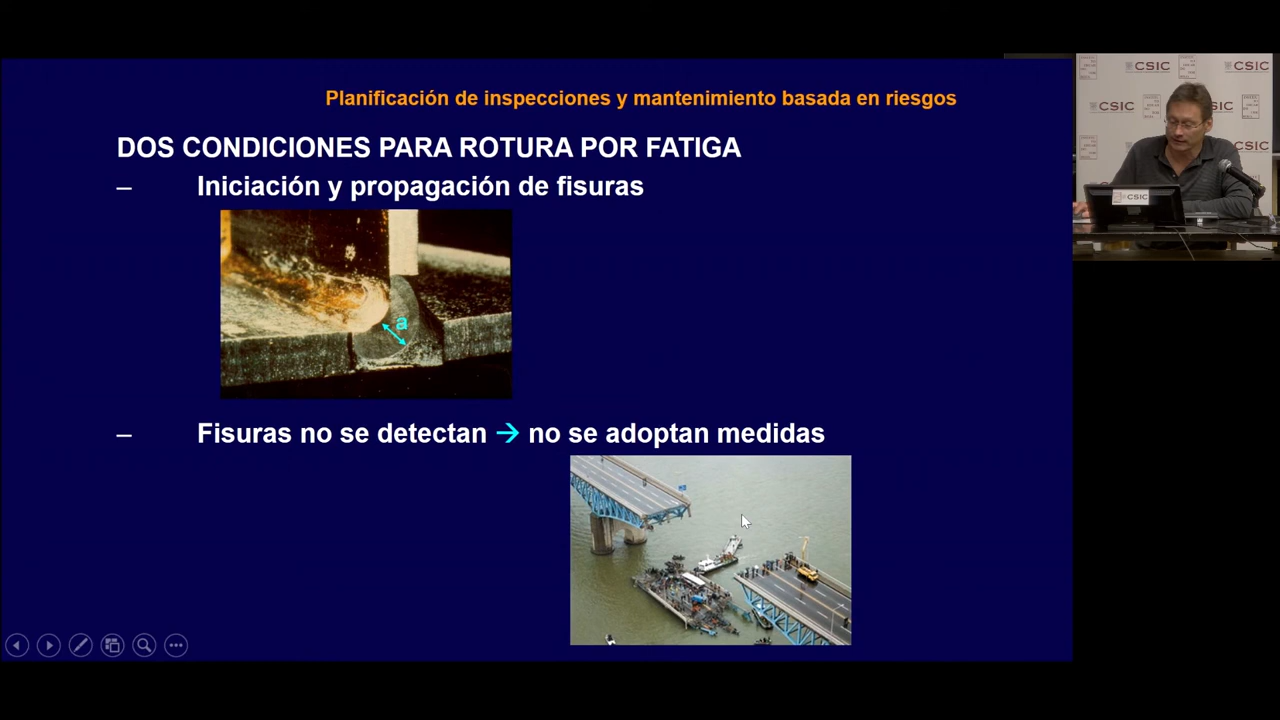 Planificación de inspecciones y mantenimiento basada en riesgos
DOS CONDICIONES PARA ROTURA POR FATIGA
– Iniciación y propagación de fisuras
a
– Fisuras no se detectan → no se adoptan medidas
CSIC
CSIC
CSIC
CSIC
CSIC
CSIC